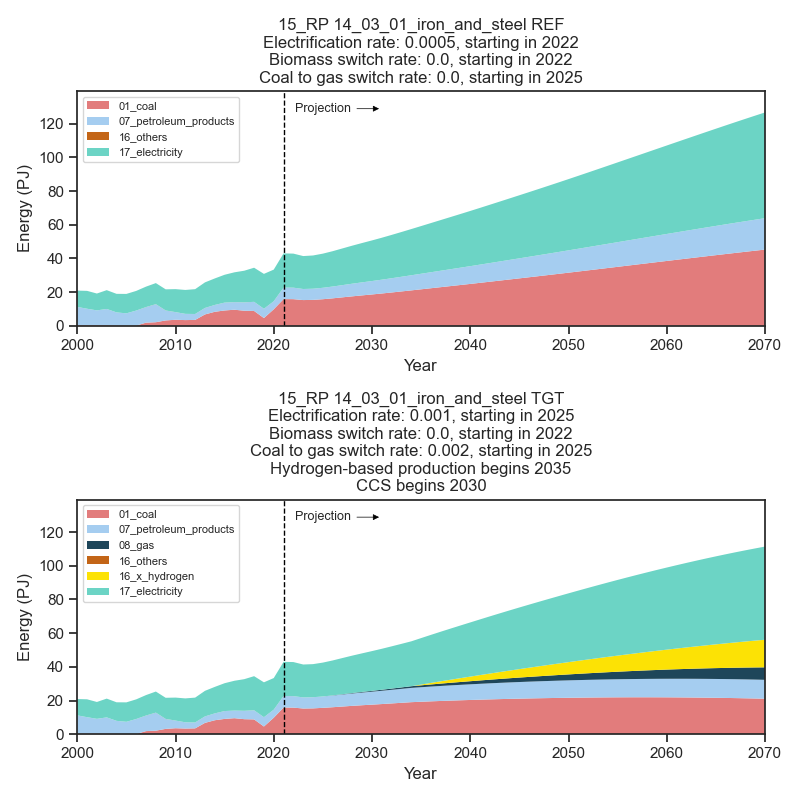 15_RP 14_03_01_iron_and_steel REF
Electrification rate: 0.0005, starting in 2022
Biomass switch rate: 0.0, starting in 2022
Coal to gas switch rate: 0.0, starting in 2025
Projection
01_coal
07_petroleum_products
16_others
17_electricity
120
100
80
60
40
20
0
Energy (PJ)
2000 2010 2020 2030 2040 2050 2060 2070
Year
15_RP 14_03_01_iron_and_steel TGT
Electrification rate: 0.001, starting in 2025
Biomass switch rate: 0.0, starting in 2022
Coal to gas switch rate: 0.002, starting in 2025
Hydrogen-based production begins 2035
CCS begins 2030
Projection
01_coal
07_petroleum_products
08_gas
16_others
16_x_hydrogen
17_electricity
120
100
80
60
40
20
0
Energy (PJ)
2000 2010 2020 2030 2040 2050 2060 2070
Year